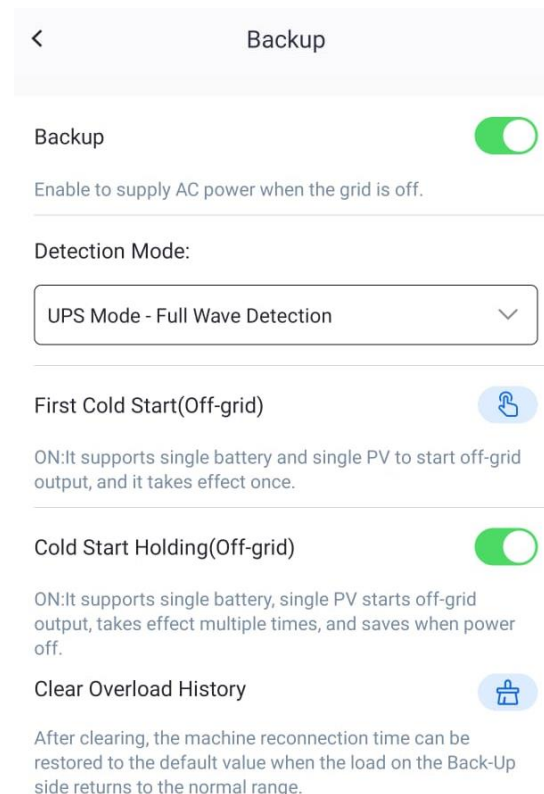 Backup
Backup
Enable to supply AC power when the grid is off.
Detection Mode:
UPS Mode - Full Wave Detection
First Cold Start(Off-grid)
ON:It supports single battery and single PV to start off-grid
output, and it takes effect once.
Cold Start Holding(Off-grid)
ON:It supports single battery, single PV starts off-grid
output, takes effect multiple times, and saves when power
off.
Clear Overload History
After clearing, the machine reconnection time can be
restored to the default value when the load on the Back-Up
side returns to the normal range.